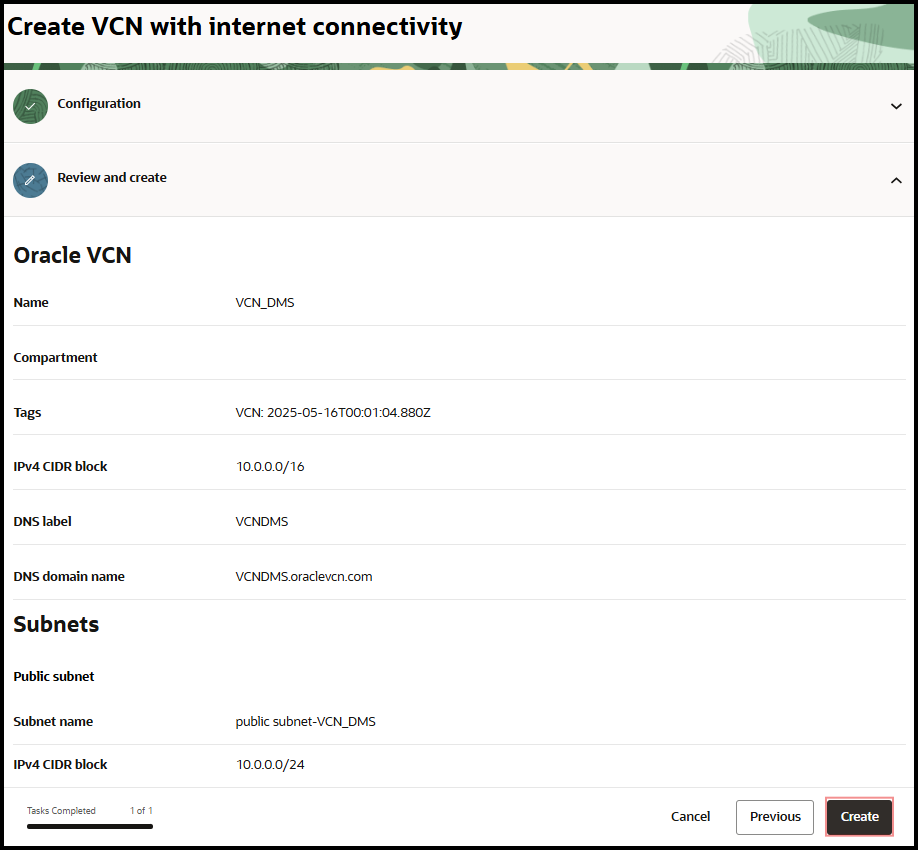 Create VCN with internet connectivity
Configuration
Review and create
Oracle VCN
Name VCN_DMS
Compartment
Tags VCN: 2025-05-16T00:01:04.880Z
IPv4 CIDR block 10.0.0.0/16
DNS label VCNDMS
DNS domain name VCNDMS.oraclevcn.com
Subnets
Public subnet
Subnet name public subnet-VCN_DMS
IPv4 CIDR block 10.0.0.0/24
Tasks Completed 1 of 1 Cancel Previous Create